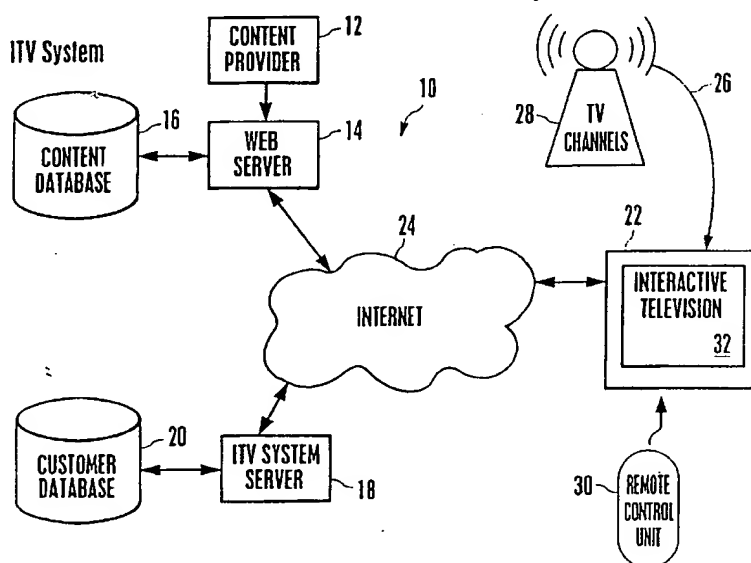 ITV System
CONTENT
PROVIDER
12
10
28
TV
CHANNELS
26
16
CONTENT
DATABASE
WEB
SERVER
14
24
INTERNET
22
INTERACTIVE
TELEVISION
32
20
CUSTOMER
DATABASE
ITV SYSTEM
SERVER
18
30
REMOTE
CONTROL
UNIT